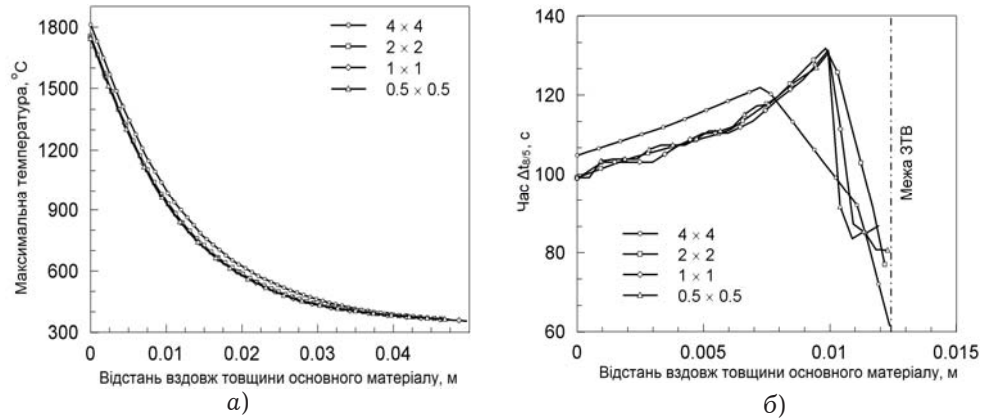 1800
1500
1200
900
600
300
Максимальна температура, °C
4 × 4
2 × 2
1 × 1
0.5 × 0.5
0
0.01
0.02
0.03
0.04
Відстань вздовж товщини основного матеріалу, м
а)
140
120
100
80
60
Час Δt8/5, с
4 × 4
2 × 2
1 × 1
0.5 × 0.5
Межа ЗТВ
0
0.005
0.01
0.015
Відстань вздовж товщини основного матеріалу, м
б)